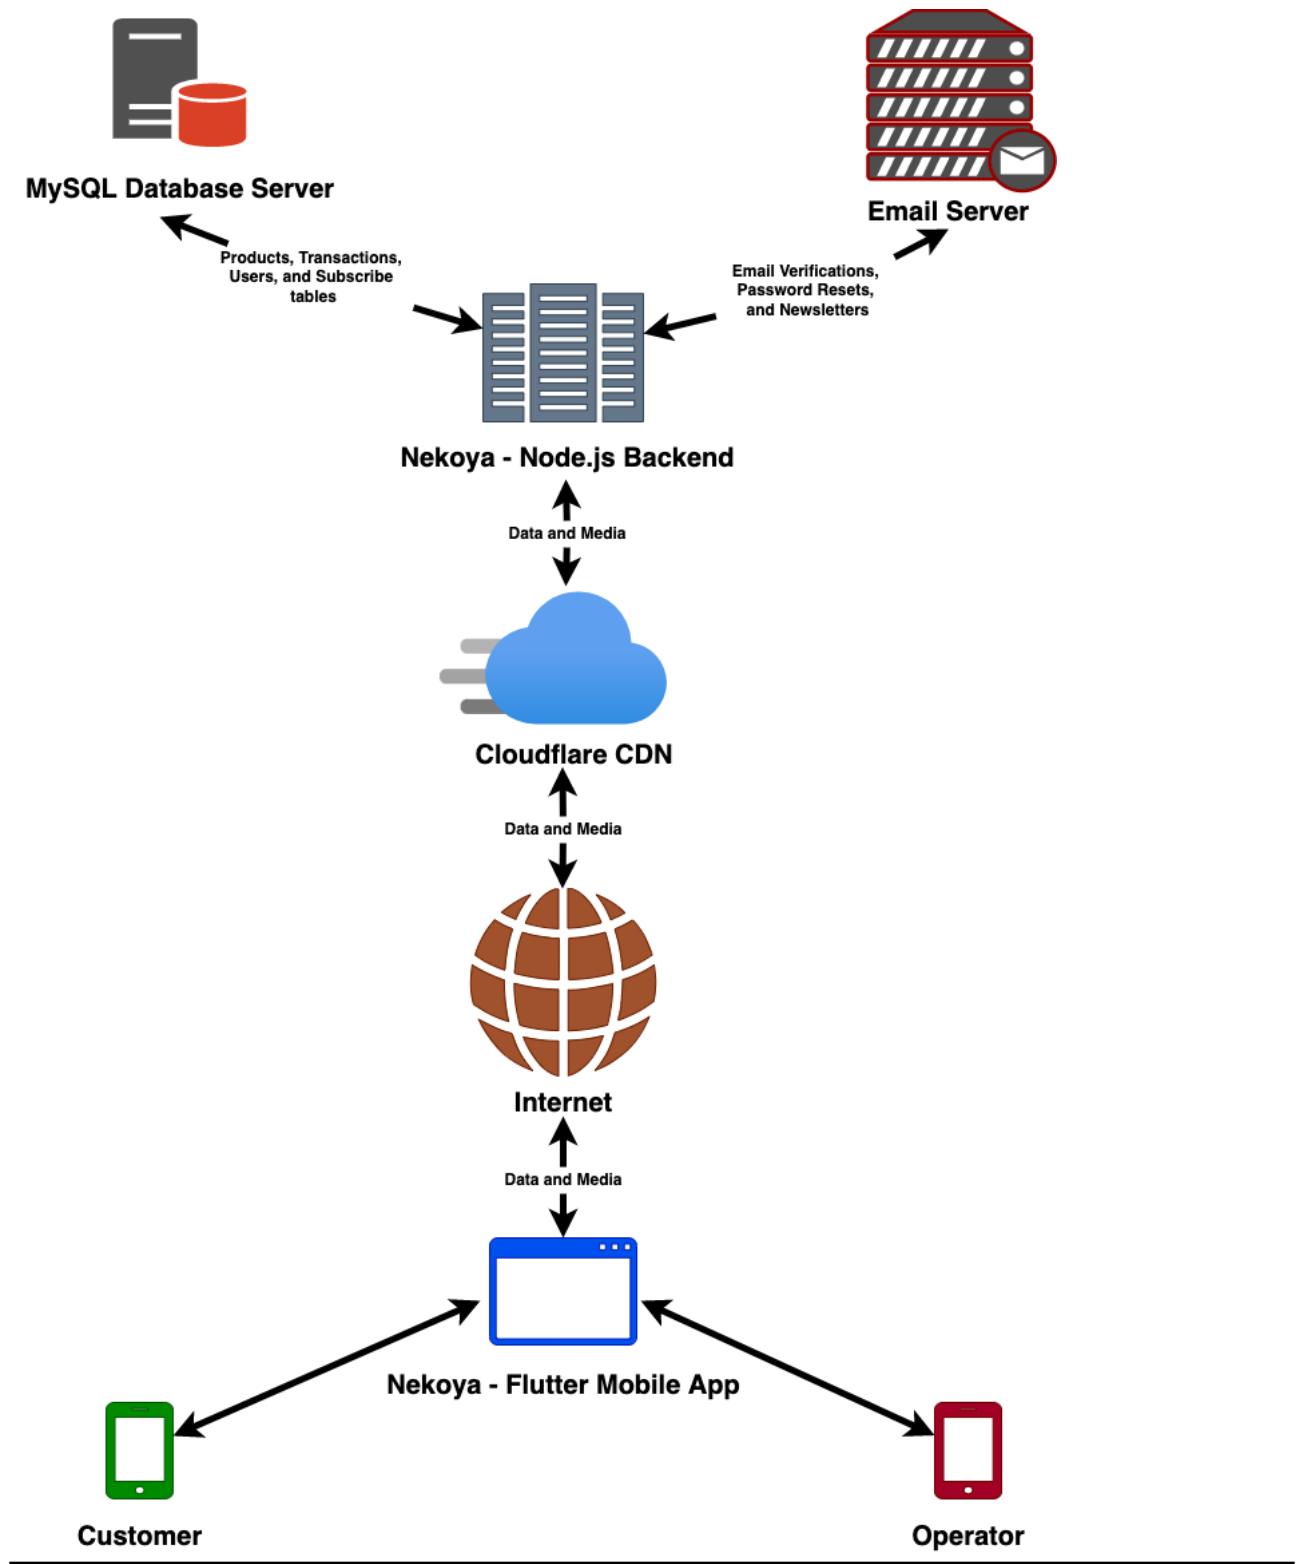 MySQL Database Server
Email Server
Products, Transactions,
Users, and Subscribe
tables
Email Verifications,
Password Resets,
and Newsletters
Nekoya - Node.js Backend
Data and Media
Cloudflare CDN
Data and Media
Internet
Data and Media
Nekoya - Flutter Mobile App
Customer
Operator